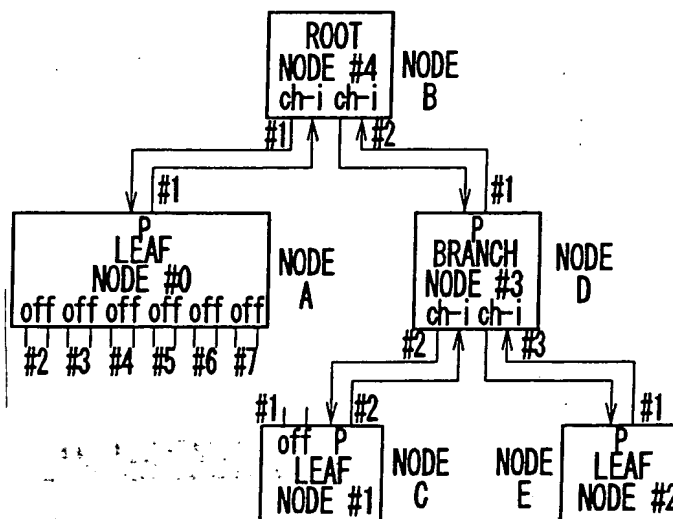 ROOT
NODE #4
ch-i ch-i
NODE
B
#1
#2
#1
#1
P
LEAF
NODE #0
off off off off off off
#2 #3 #4 #5 #6 #7
NODE
A
P
BRANCH
NODE #3
ch-i ch-i
NODE
D
#2
#3
#1
#2
#1
off P
LEAF
NODE #1
NODE
C
NODE
E
P
LEAF
NODE #2